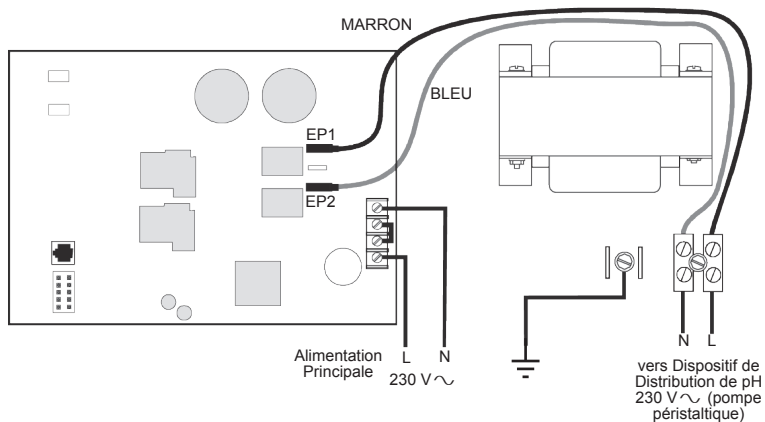 MARRON
BLEU
EP1
EP2
Alimentation
Principale
L
N
230 V
N
L
vers Dispositif de
Distribution de pH
230 V (pompe
péristaltique)